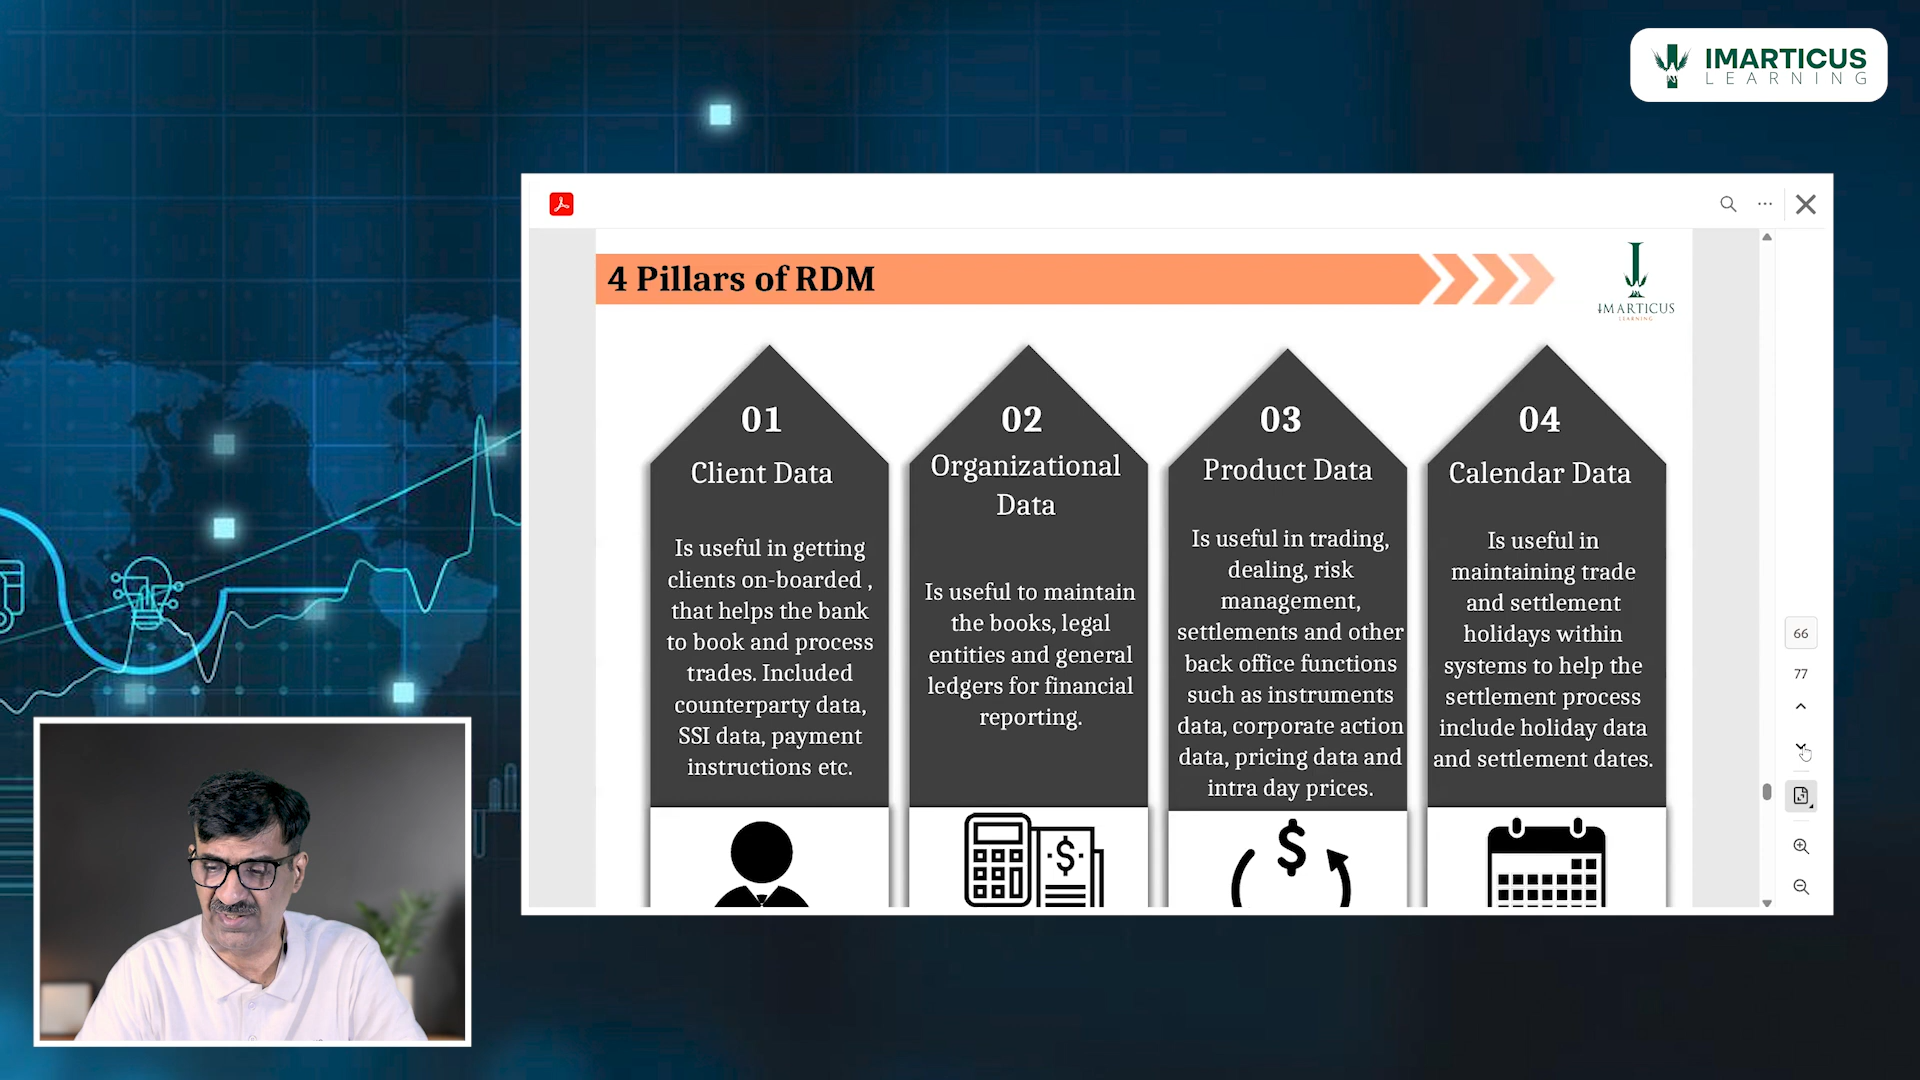 IMARTICUS
LEARNING
4 Pillars of RDM
IMARTICUS
LEARNING
01
Client Data
Is useful in getting
clients on-boarded ,
that helps the bank
to book and process
trades. Included
counterparty data,
SSI data, payment
instructions etc.
02
Organizational
Data
Is useful to maintain
the books, legal
entities and general
ledgers for financial
reporting.
03
Product Data
Is useful in trading,
dealing, risk
management,
settlements and other
back office functions
such as instruments
data, corporate action
data, pricing data and
intra day prices.
04
Calendar Data
Is useful in
maintaining trade
and settlement
holidays within
systems to help the
settlement process
include holiday data
and settlement dates.
66
77